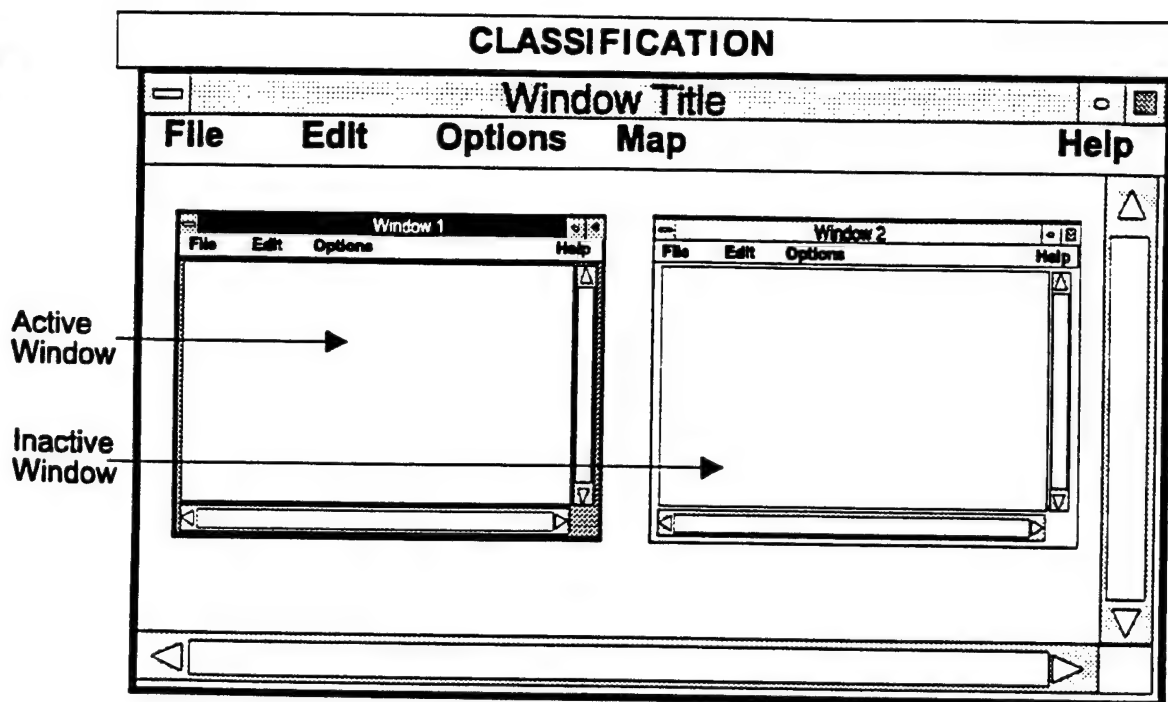 CLASSIFICATION
Window Title
File Edit Options Map Help
Window 1
File Edit Options Help
Window 2
File Edit Options Help
Active
Window
Inactive
Window